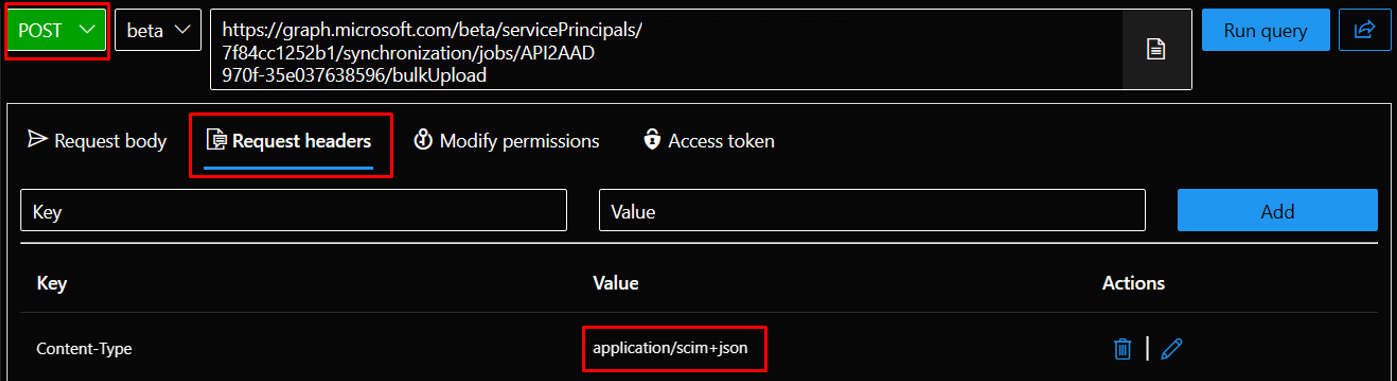 POST
beta
https://graph.microsoft.com/beta/servicePrincipals/
7f84cc1252b1/synchronization/jobs/API2AAD.
970f-35e037638596/bulkUpload
Run query
Request body
Request headers
Modify permissions
Access token
Key
Value
Add
Key Value Actions
Content-Type application/scim+json